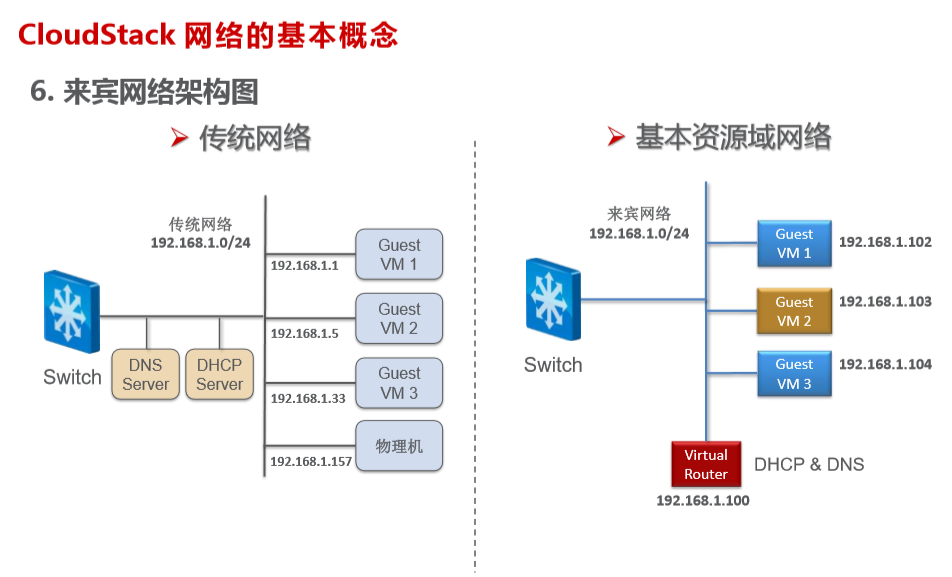 CloudStack 网络的基本概念
6. 来宾网络架构图
传统网络
传统网络
192.168.1.0/24
Switch
DNS
Server
DHCP
Server
192.168.1.1
Guest
VM 1
192.168.1.5
Guest
VM 2
192.168.1.33
Guest
VM 3
192.168.1.157
物理机
基本资源域网络
来宾网络
192.168.1.0/24
Switch
Guest
VM 1
192.168.1.102
Guest
VM 2
192.168.1.103
Guest
VM 3
192.168.1.104
Virtual
Router
DHCP & DNS
192.168.1.100